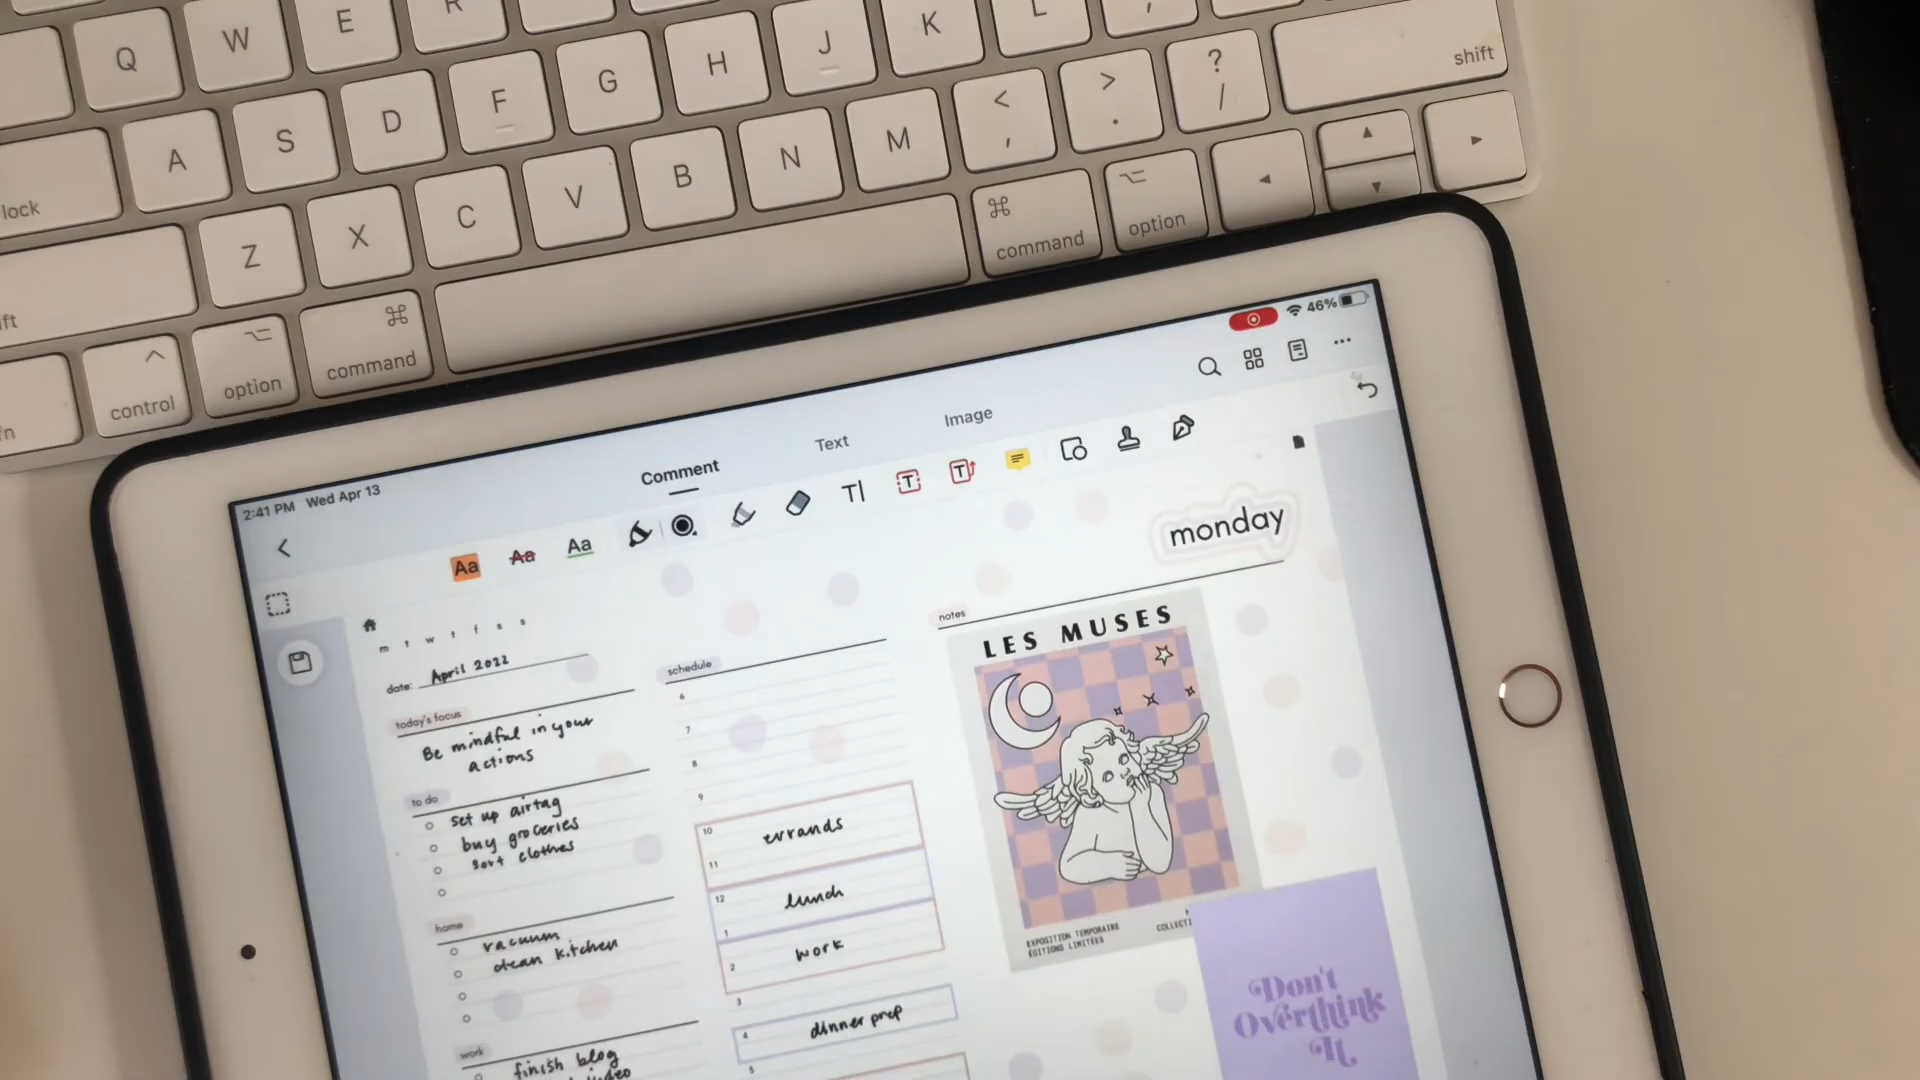 Q W E R
A S D F G H J K L
lock
Z X C V B N M < , > . ? / shift
control option command command option
2:41 PM Wed Apr 13
46%
Comment Text Image
Aa Aa Aa T T T
monday
m t w t f s s
date: April 2022
today's focus
Be mindful in your
actions
to do
set up airtag
buy groceries
sort clothes
home
vacuum
clean kitchen
work
finish blog
schedule
6
7
8
9
10 errands
11
12 lunch
1
2 work
3
4 dinner prep
5
notes
LES MUSES
EXPOSITION TEMPORAIRE
EDITIONS LIMITÉES
Don't
Overthink
It